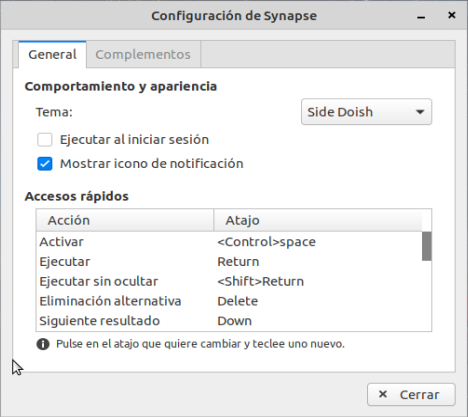 Configuración de Synapse
General Complementos
Comportamiento y apariencia
Tema: Side Doish
Ejecutar al iniciar sesión
Mostrar icono de notificación
Accesos rápidos
Acción Atajo
Activar <Control>space
Ejecutar Return
Ejecutar sin ocultar <Shift>Return
Eliminación alternativa Delete
Siguiente resultado Down
Pulse en el atajo que quiere cambiar y teclee uno nuevo.
Cerrar